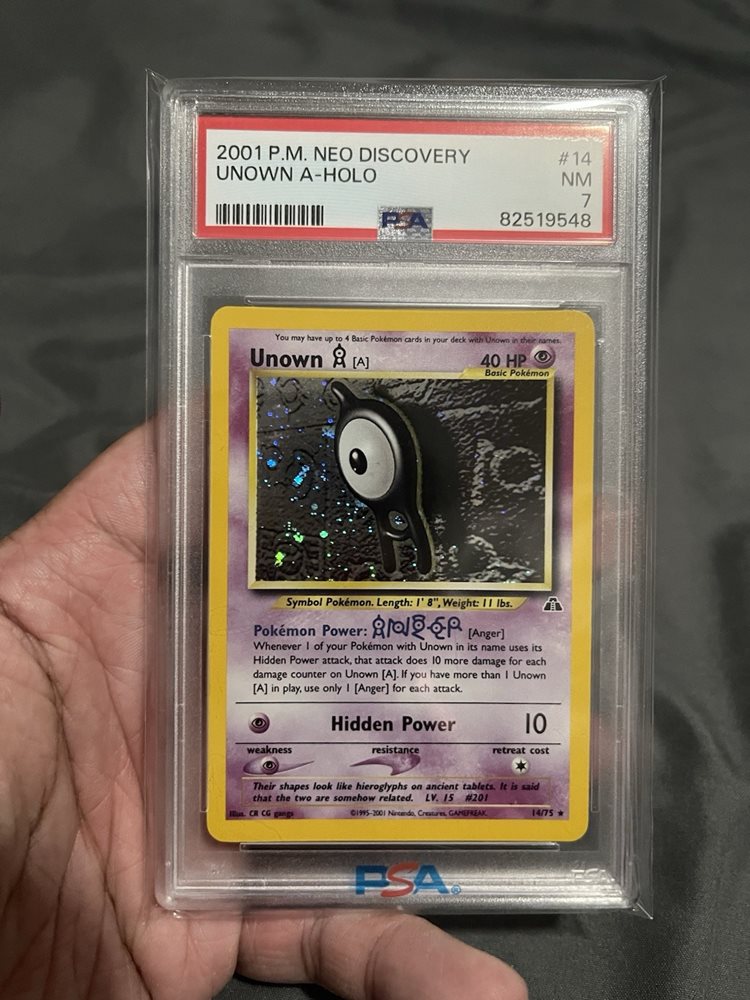 2001 P.M. NEO DISCOVERY #14
UNOWN A-HOLO NM
7
PSA 82519548
You may have up to 4 Basic Pokémon cards in your deck with Unown in their names.
Unown [A] 40 HP
Basic Pokémon
Symbol Pokémon. Length: 1' 8", Weight: 11 lbs.
Pokémon Power: [Anger]
Whenever 1 of your Pokémon with Unown in its name uses its
Hidden Power attack, that attack does 10 more damage for each
damage counter on Unown [A]. If you have more than 1 Unown
[A] in play, use only 1 [Anger] for each attack.
Hidden Power 10
weakness resistance retreat cost
Their shapes look like hieroglyphs on ancient tablets. It is said
that the two are somehow related. LV. 15 #201
Illus. CR CG gangs ©1995-2001 Nintendo, Creatures, GAMEFREAK. 14/75 ★
PSA®